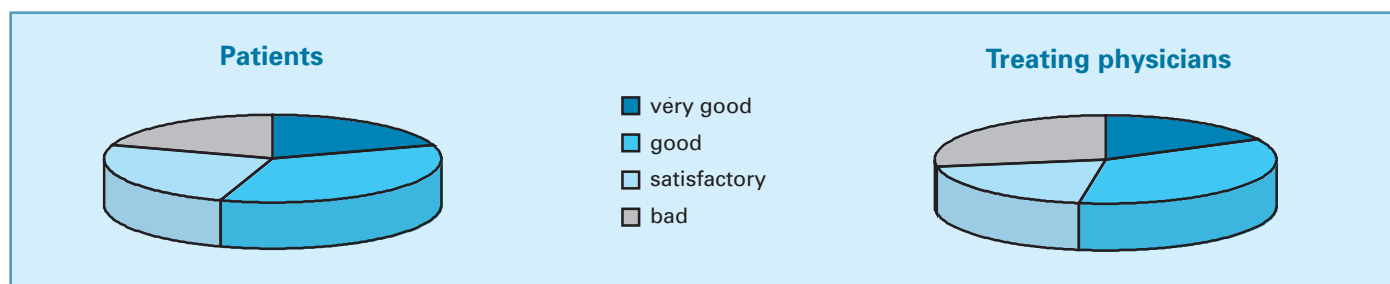 Patients
Treating physicians
very good
good
satisfactory
bad